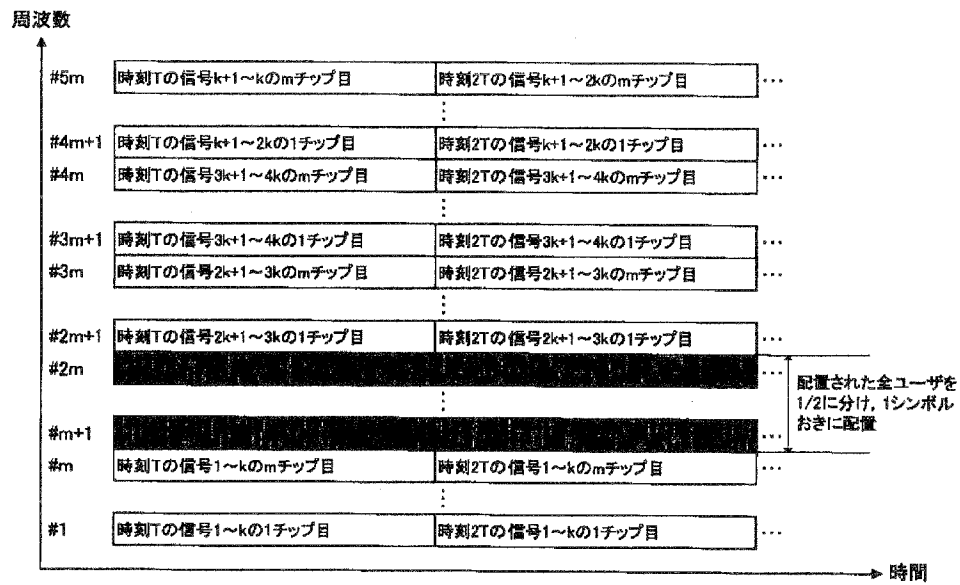 周波数
#5m 時刻Tの信号k+1～kのmチップ目 時刻2Tの信号k+1～2kのmチップ目 ...
#4m+1 時刻Tの信号k+1～2kの1チップ目 時刻2Tの信号k+1～2kの1チップ目 ...
#4m 時刻Tの信号3k+1～4kのmチップ目 時刻2Tの信号3k+1～4kのmチップ目 ...
#3m+1 時刻Tの信号3k+1～4kの1チップ目 時刻2Tの信号3k+1～4kの1チップ目 ...
#3m 時刻Tの信号2k+1～3kのmチップ目 時刻2Tの信号2k+1～3kのmチップ目 ...
#2m+1 時刻Tの信号2k+1～3kの1チップ目 時刻2Tの信号2k+1～3kの1チップ目 ...
#2m ...
配置された全ユーザを
1/2に分け，1シンボル
おきに配置
#m+1 ...
#m 時刻Tの信号1～kのmチップ目 時刻2Tの信号1～kのmチップ目 ...
#1 時刻Tの信号1～kの1チップ目 時刻2Tの信号1～kの1チップ目 ...
時間